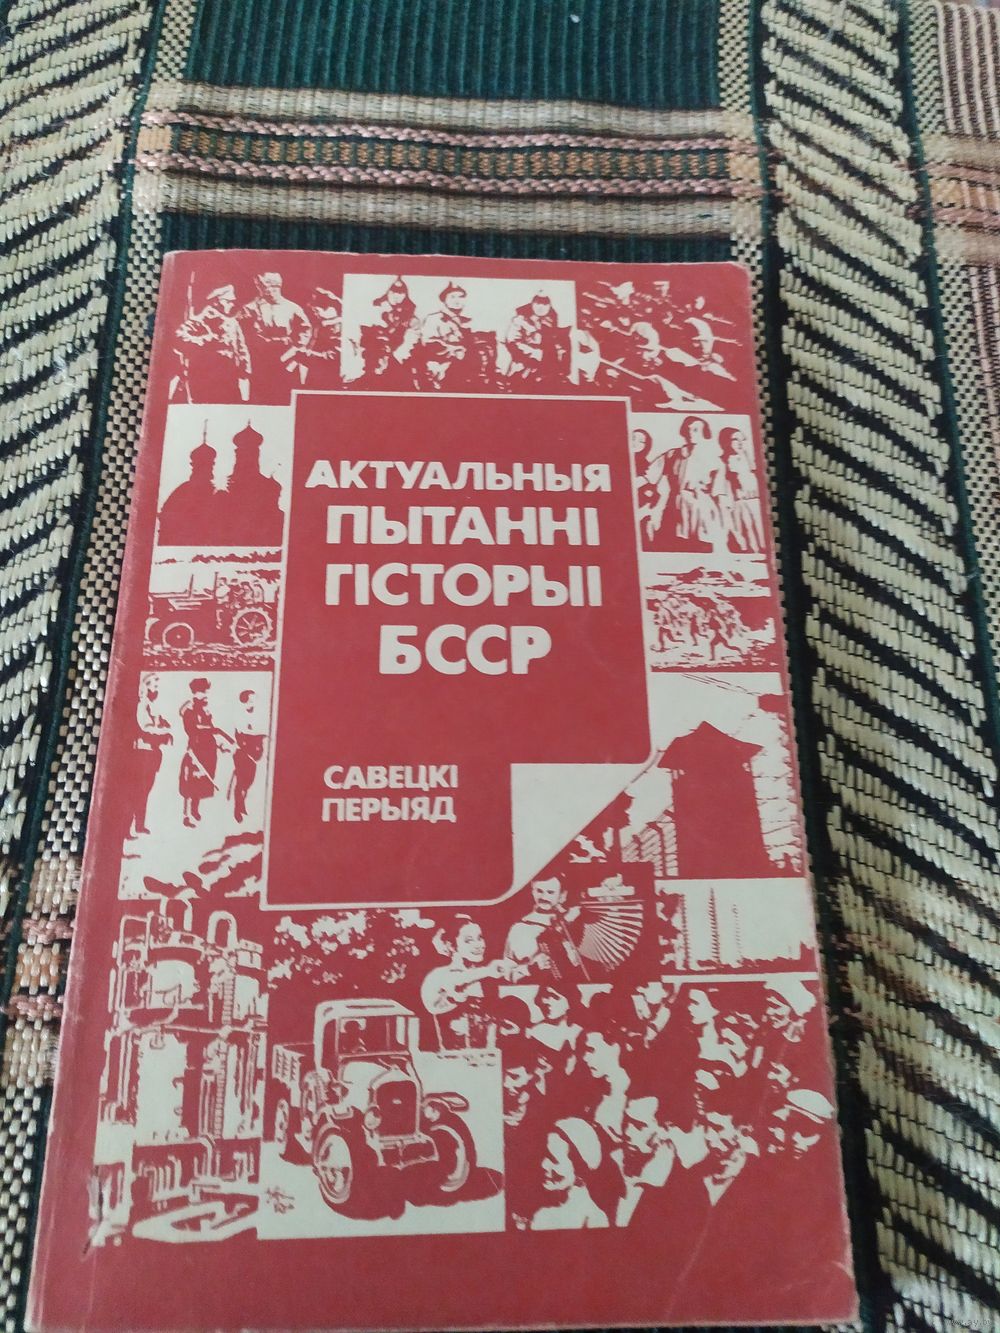 АКТУАЛЬНЫЯ
ПЫТАННІ
ГІСТОРЫІ
БССР
САВЕЦКІ
ПЕРЫЯД